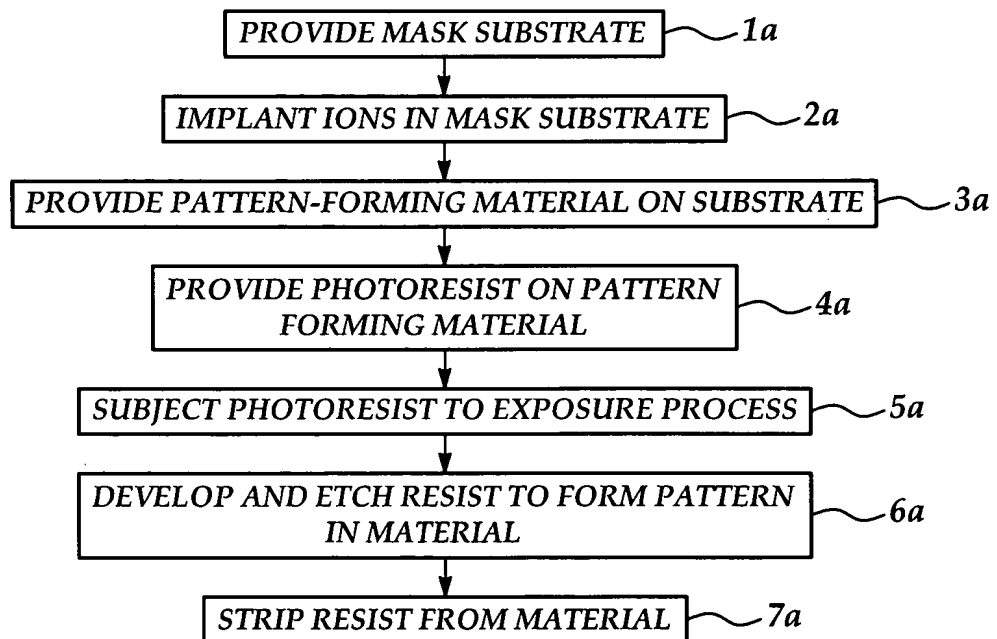 PROVIDE MASK SUBSTRATE 1a
IMPLANT IONS IN MASK SUBSTRATE 2a
PROVIDE PATTERN-FORMING MATERIAL ON SUBSTRATE 3a
PROVIDE PHOTORESIST ON PATTERN
FORMING MATERIAL 4a
SUBJECT PHOTORESIST TO EXPOSURE PROCESS 5a
DEVELOP AND ETCH RESIST TO FORM PATTERN
IN MATERIAL 6a
STRIP RESIST FROM MATERIAL 7a